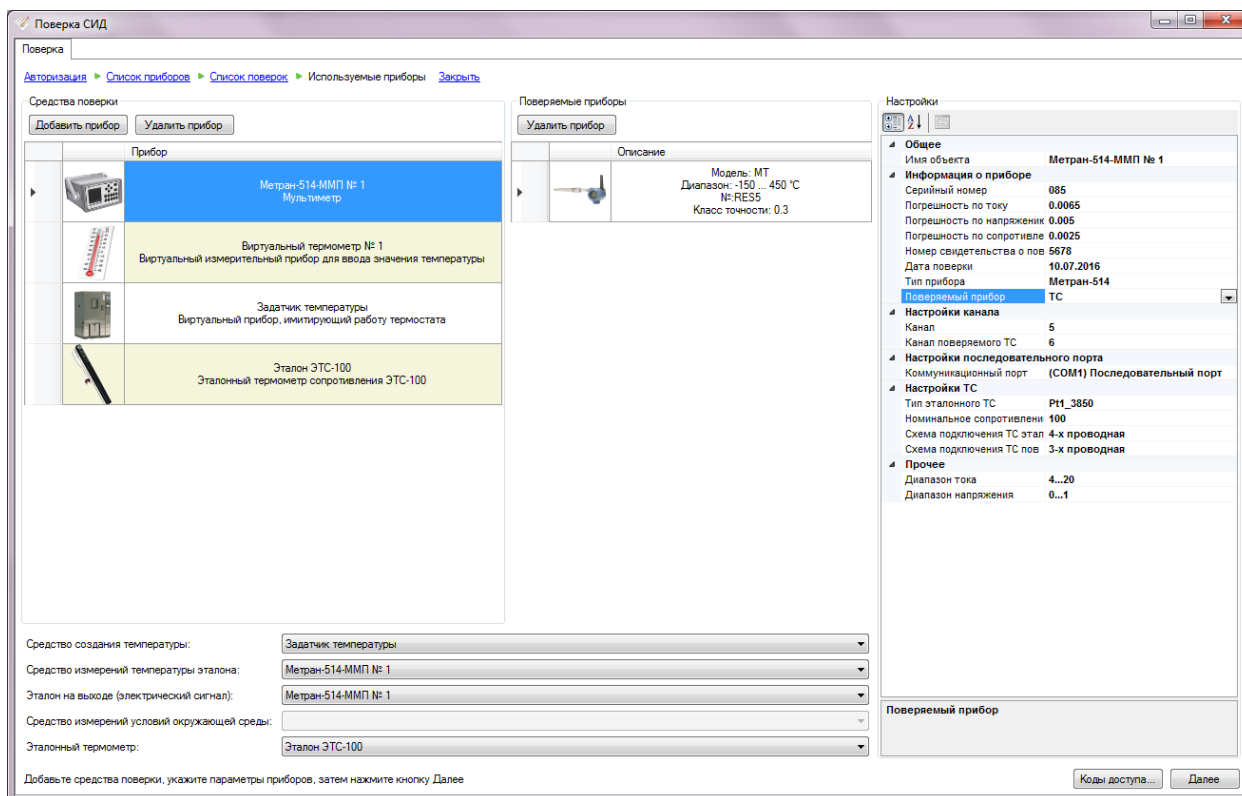 Поверка СИД
Поверка
Авторизация Список приборов Список поверок Используемые приборы Закрыть
Средства поверки
Добавить прибор Удалить прибор
Прибор
Метран-514-ММП № 1
Мультиметр
Виртуальный термометр № 1
Виртуальный измерительный прибор для ввода значения температуры
Задатчик температуры
Виртуальный прибор, имитирующий работу термостата
Эталон ЭТС-100
Эталонный термометр сопротивления ЭТС-100
Поверяемые приборы
Удалить прибор
Описание
Модель: МТ
Диапазон: -150 ... 450 °C
№:RES5
Класс точности: 0.3
Настройки
Общее
Имя объекта Метран-514-ММП № 1
Информация о приборе
Серийный номер 085
Погрешность по току 0.0065
Погрешность по напряженик 0.005
Погрешность по сопротивле 0.0025
Номер свидетельства о пов 5678
Дата поверки 10.07.2016
Тип прибора Метран-514
Поверяемый прибор ТС
Настройки канала
Канал 5
Канал поверяемого ТС 6
Настройки последовательного порта
Коммуникационный порт (COM1) Последовательный порт
Настройки ТС
Тип эталонного ТС Pt1_3850
Номинальное сопротивлени 100
Схема подключения ТС этал 4-х проводная
Схема подключения ТС пов 3-х проводная
Прочее
Диапазон тока 4...20
Диапазон напряжения 0...1
Поверяемый прибор
Средство создания температуры: Задатчик температуры
Средство измерений температуры эталона: Метран-514-ММП № 1
Эталон на выходе (электрический сигнал): Метран-514-ММП № 1
Средство измерений условий окружающей среды:
Эталонный термометр: Эталон ЭТС-100
Добавьте средства поверки, укажите параметры приборов, затем нажмите кнопку Далее
Коды доступа... Далее